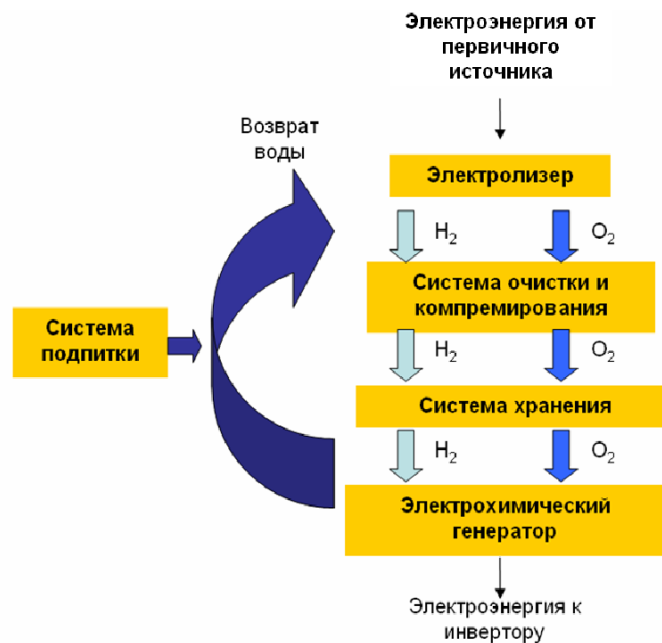 Электроэнергия от
первичного
источника
Возврат
воды
Электролизер
H₂
O₂
Система очистки и
компремирования
Система
подпитки
H₂
O₂
Система хранения
H₂
O₂
Электрохимический
генератор
Электроэнергия к
инвертору